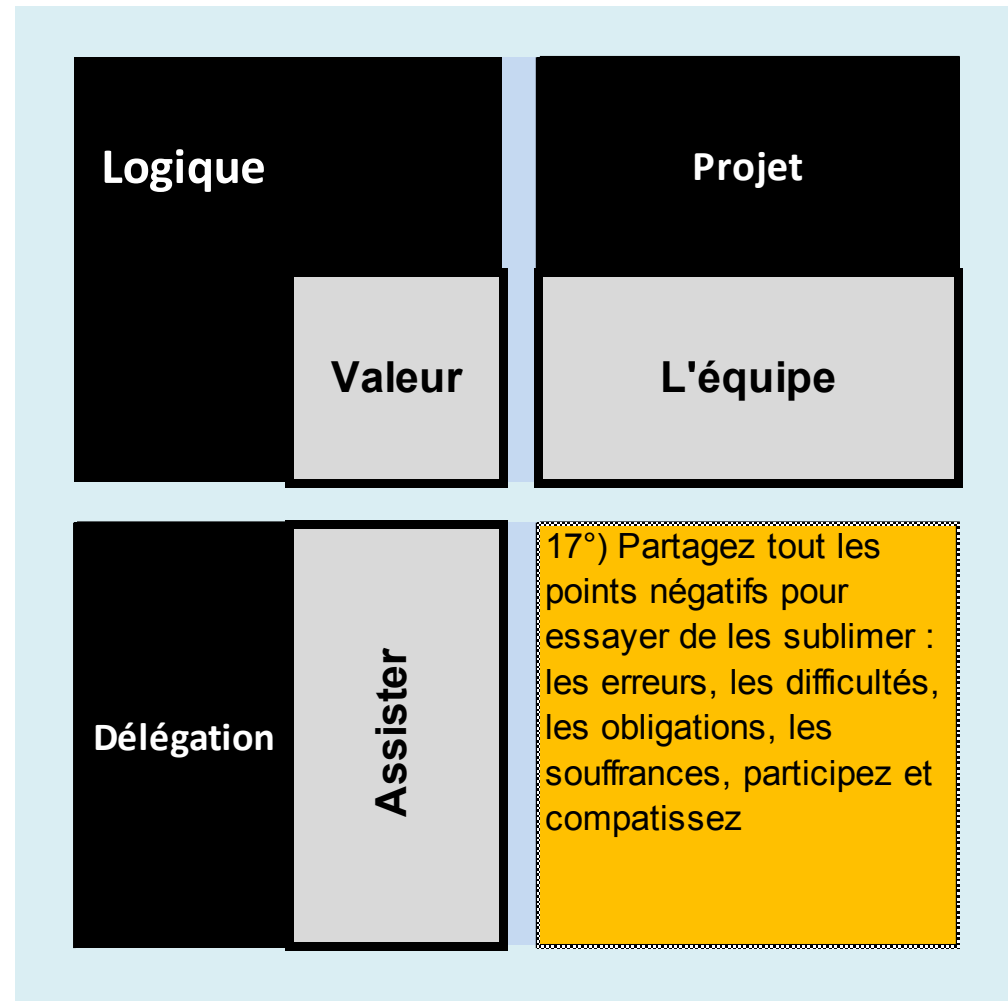 Logique
Projet
Valeur
L'équipe
Délégation
Assister
17°) Partagez tout les
points négatifs pour
essayer de les sublimer :
les erreurs, les difficultés,
les obligations, les
souffrances, participez et
compatissez